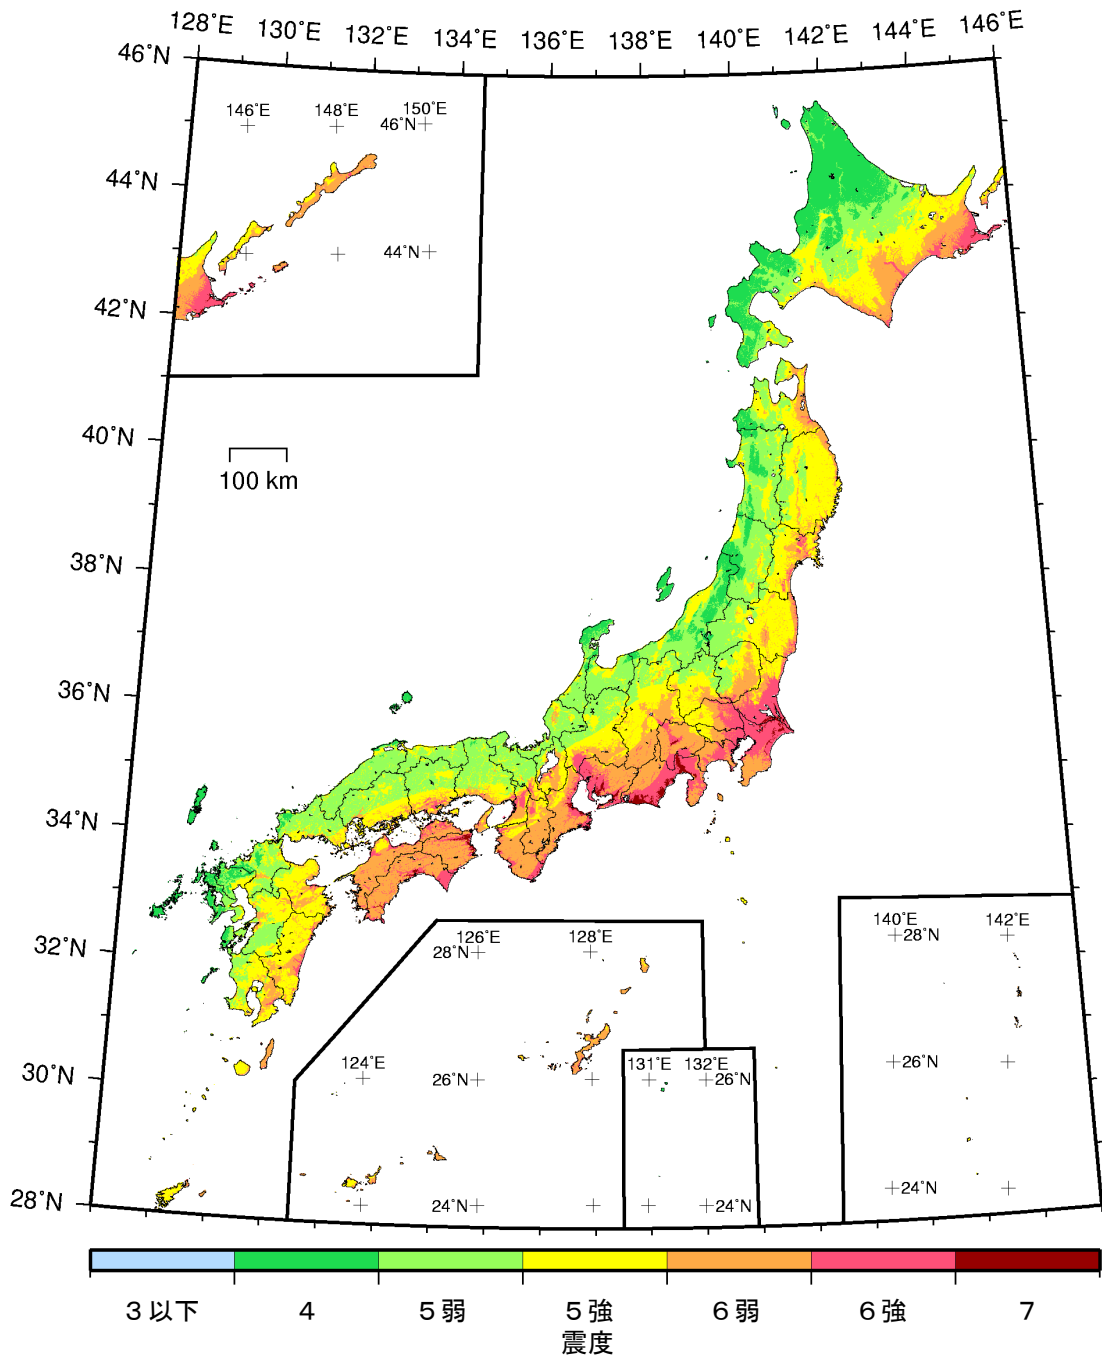 128°E 130°E 132°E 134°E 136°E 138°E 140°E 142°E 144°E 146°E
46°N
146°E 148°E 150°E
46°N
44°N
44°N
42°N
40°N
100 km
38°N
36°N
34°N
32°N
126°E 128°E
28°N
140°E 142°E
28°N
124°E
131°E 132°E
30°N
26°N
26°N
26°N
28°N
24°N
24°N
24°N
3以下 4 5弱 5強 6弱 6強 7
震度